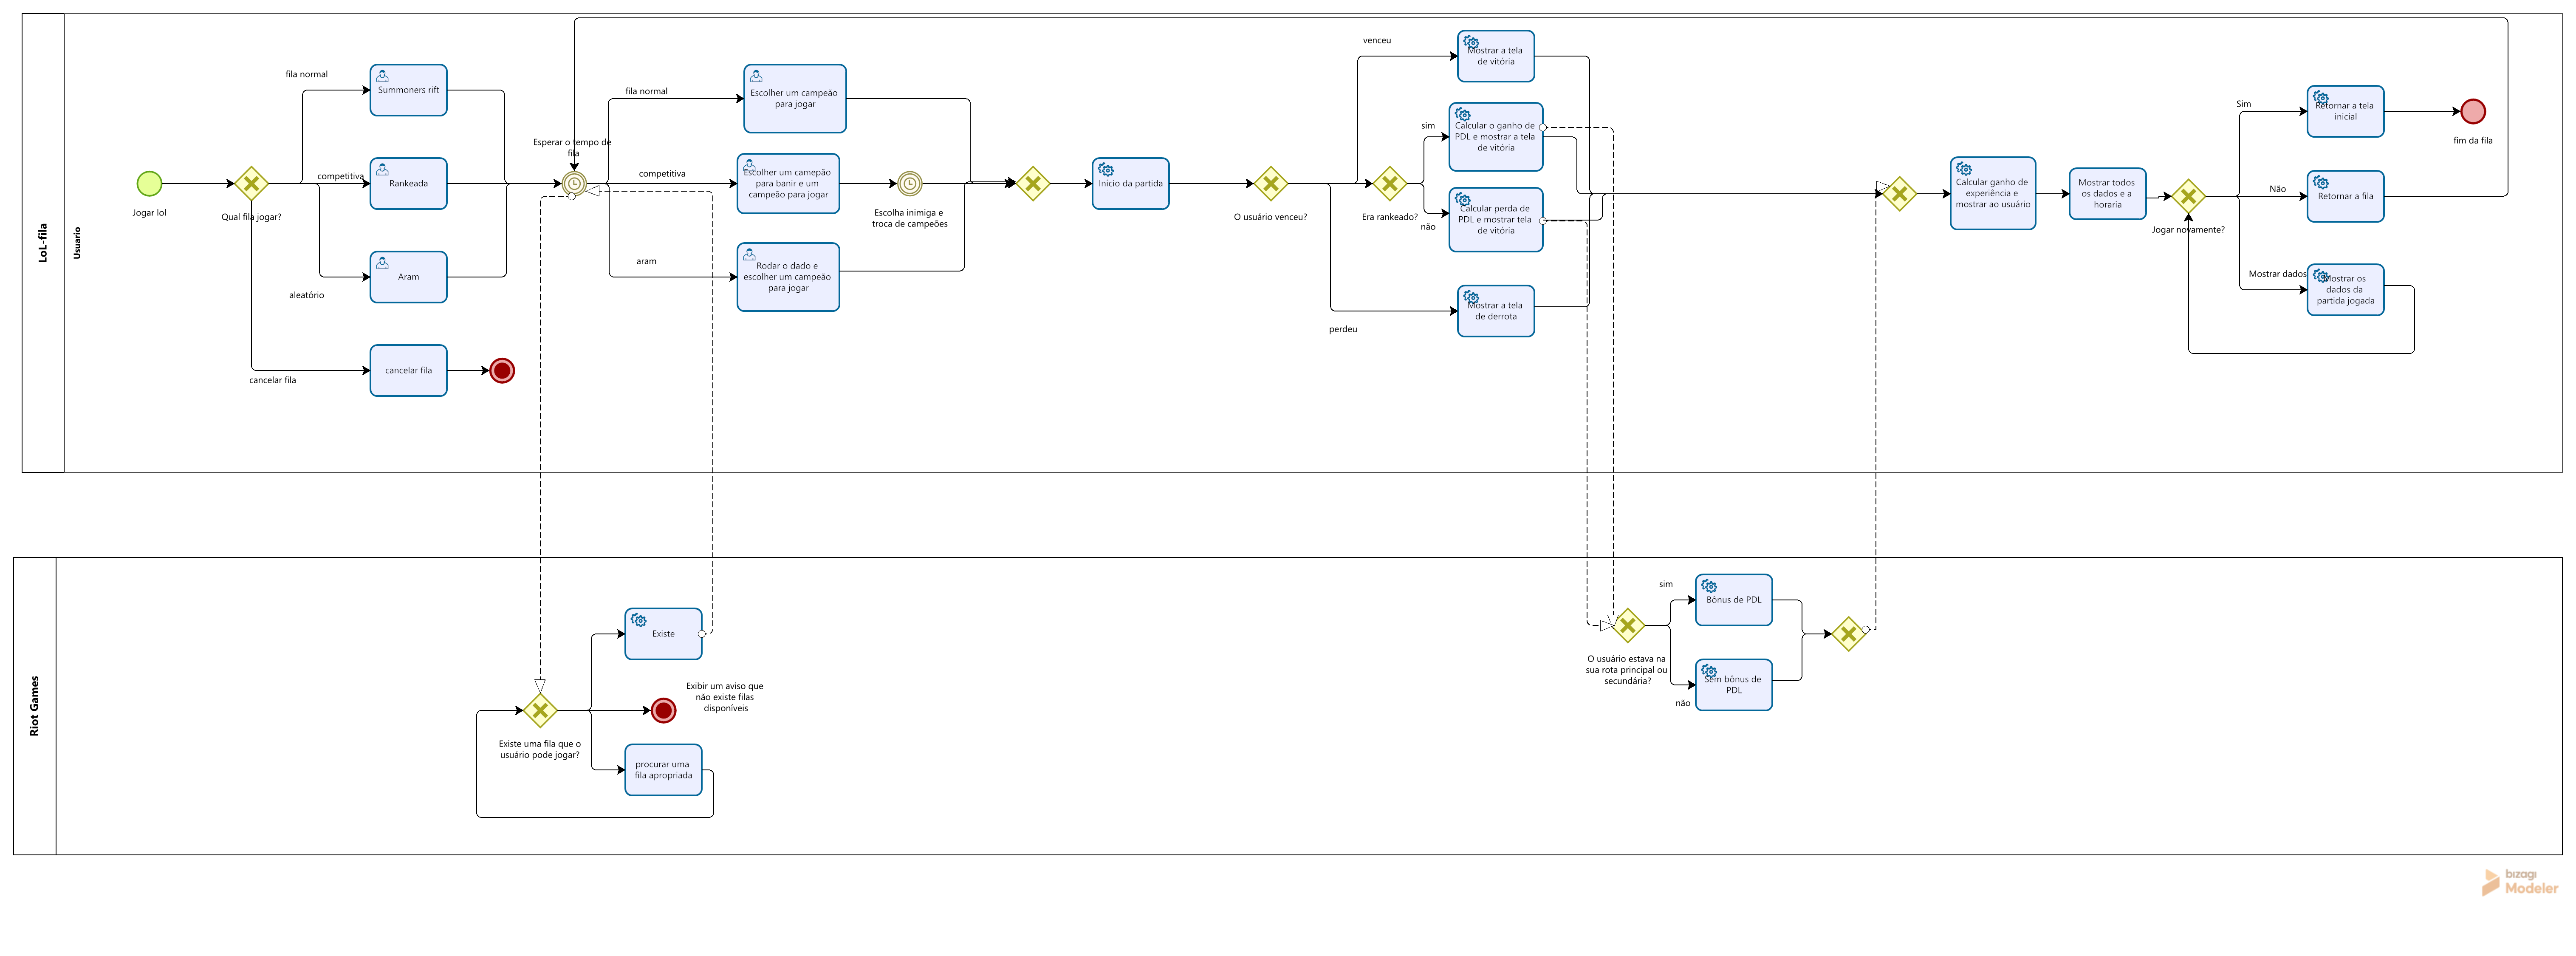 LoL-fila
Usuario
Jogar lol
Qual fila jogar?
fila normal
competitiva
aleatório
cancelar fila
Summoners rift
Rankeada
Aram
cancelar fila
Esperar o tempo de
fila
fila normal
competitiva
aram
Escolher um campeão
para jogar
Escolher um camepão
para banir e um
campeão para jogar
Rodar o dado e
escolher um campeão
para jogar
Escolha inimiga e
troca de campeões
Início da partida
O usuário venceu?
venceu
perdeu
Era rankeado?
sim
não
Mostrar a tela
de vitória
Calcular o ganho de
PDL e mostrar a tela
de vitória
Calcular perda de
PDL e mostrar tela
de vitória
Mostrar a tela
de derrota
Calcular ganho de
experiência e
mostrar ao usuário
Mostrar todos
os dados e a
horaria
Jogar novamente?
Sim
Não
Mostrar dados
Retornar a tela
inicial
Retornar a fila
Mostrar os
dados da
partida jogada
fim da fila
Riot Games
Existe uma fila que o
usuário pode jogar?
Existe
Exibir um aviso que
não existe filas
disponíveis
procurar uma
fila apropriada
O usuário estava na
sua rota principal ou
secundária?
sim
não
Bônus de PDL
Sem bônus de
PDL
bizagi
Modeler